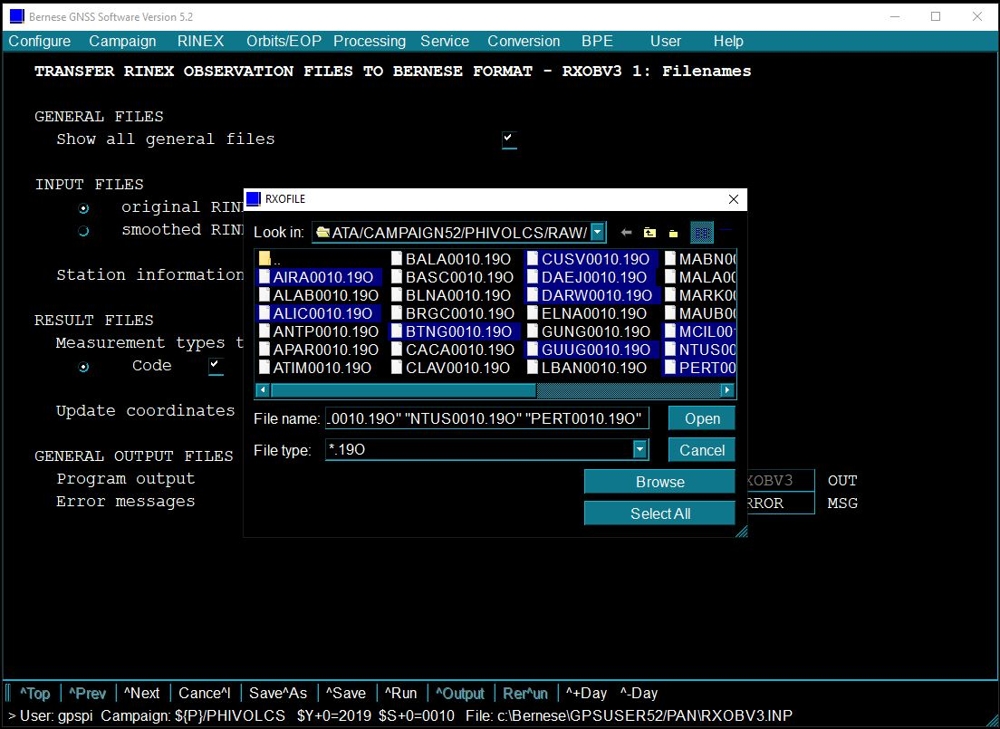 Bernese GNSS Software Version 5.2
Configure Campaign RINEX Orbits/EOP Processing Service Conversion BPE User Help
TRANSFER RINEX OBSERVATION FILES TO BERNESE FORMAT - RXOBV3 1: Filenames
GENERAL FILES
Show all general files
INPUT FILES
original RIN
smoothed RIN
Station information
RESULT FILES
Measurement types t
Code
Update coordinates
GENERAL OUTPUT FILES
Program output
Error messages
RXOFILE
Look in: ATA/CAMPAIGN52/PHIVOLCS/RAW/
.. BALA0010.19O CUSV0010.19O MABN00
AIRA0010.19O BASC0010.19O DAEJ0010.19O MALA00
ALAB0010.19O BLNA0010.19O DARW0010.19O MARK00
ALIC0010.19O BRGC0010.19O ELNA0010.19O MAUB00
ANTP0010.19O BTNG0010.19O GUNG0010.19O MCIL00
APAR0010.19O CACA0010.19O GUUG0010.19O NTUS00
ATIM0010.19O CLAV0010.19O LBAN0010.19O PERT00
File name: .0010.19O" "NTUS0010.19O" "PERT0010.19O" Open
File type: *.19O Cancel
Browse
Select All
XOBV3 OUT
RROR MSG
^Top ^Prev ^Next Cance^l Save^As ^Save ^Run ^Output Rer^un ^+Day ^-Day
> User: gpspi Campaign: ${P}/PHIVOLCS $Y+0=2019 $S+0=0010 File: c:\Bernese\GPSUSER52/PAN\RXOBV3.INP